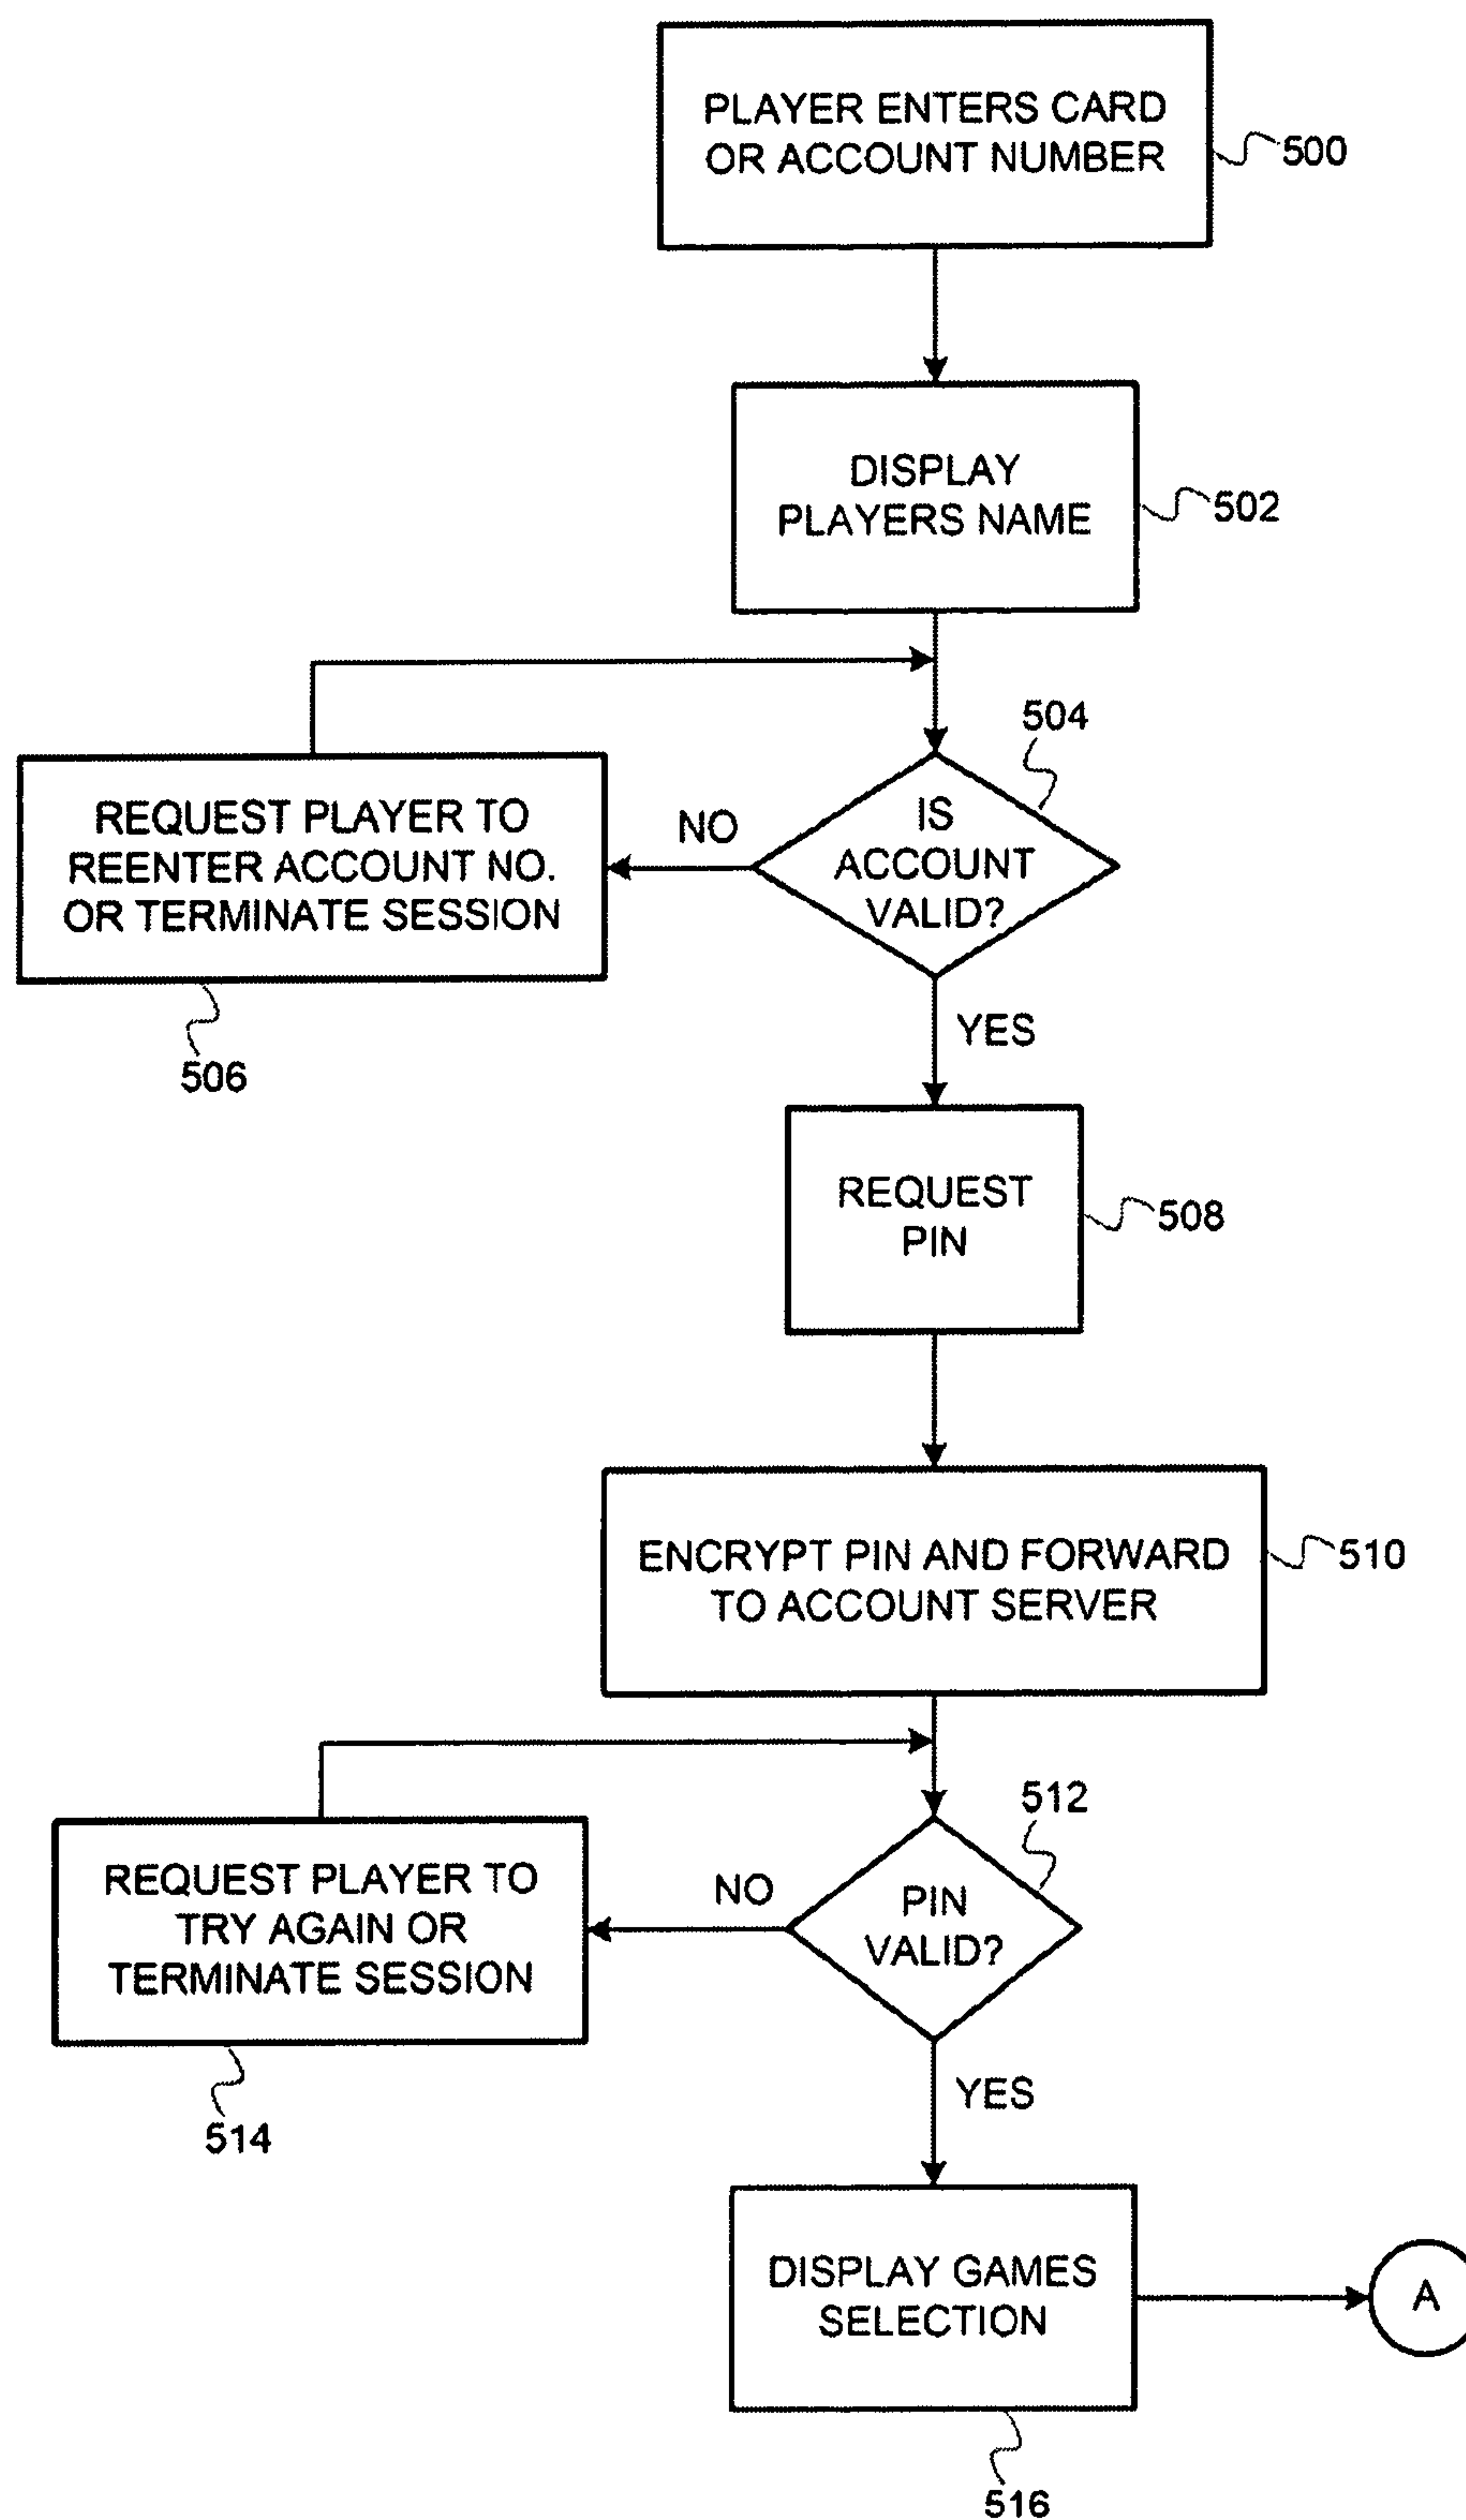 PLAYER ENTERS CARD
OR ACCOUNT NUMBER
500
DISPLAY
PLAYERS NAME
502
504
IS
ACCOUNT
VALID?
NO
REQUEST PLAYER TO
REENTER ACCOUNT NO.
OR TERMINATE SESSION
506
YES
REQUEST
PIN
508
ENCRYPT PIN AND FORWARD
TO ACCOUNT SERVER
510
512
PIN
VALID?
NO
REQUEST PLAYER TO
TRY AGAIN OR
TERMINATE SESSION
514
YES
DISPLAY GAMES
SELECTION
A
516